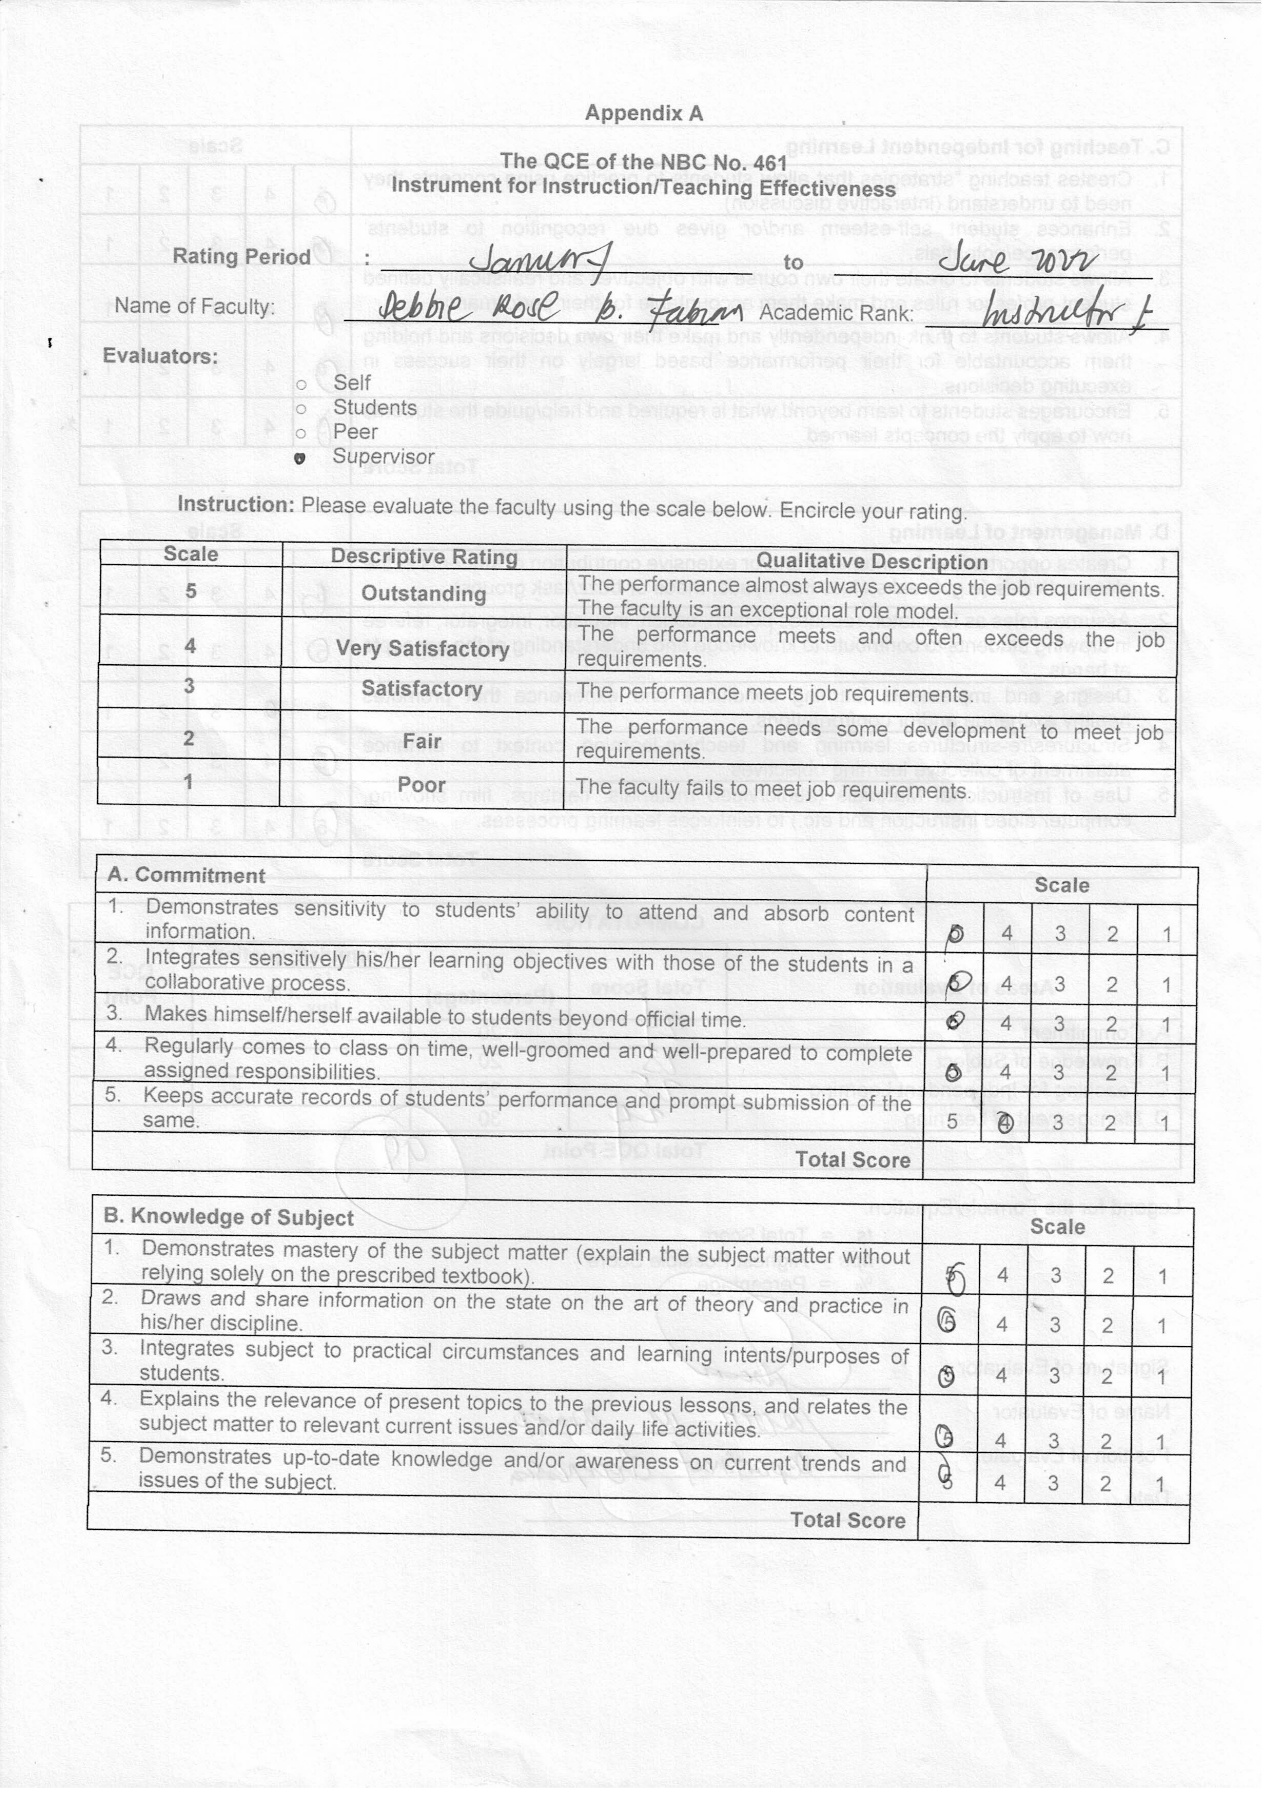 Appendix A
The QCE of the NBC No. 461
Instrument for Instruction/Teaching Effectiveness
Rating Period : January to June 2022
Name of Faculty: Debbie Rose B. Fabian Academic Rank: Instructor I
Evaluators:
Self
Students
Peer
Supervisor
Instruction: Please evaluate the faculty using the scale below. Encircle your rating.
Scale Descriptive Rating Qualitative Description
5 Outstanding The performance almost always exceeds the job requirements.
The faculty is an exceptional role model.
4 Very Satisfactory The performance meets and often exceeds the job
requirements.
3 Satisfactory The performance meets job requirements.
2 Fair The performance needs some development to meet job
requirements.
1 Poor The faculty fails to meet job requirements.
A. Commitment Scale
1. Demonstrates sensitivity to students' ability to attend and absorb content
information. 5 4 3 2 1
2. Integrates sensitively his/her learning objectives with those of the students in a
collaborative process. 5 4 3 2 1
3. Makes himself/herself available to students beyond official time. 5 4 3 2 1
4. Regularly comes to class on time, well-groomed and well-prepared to complete
assigned responsibilities. 5 4 3 2 1
5. Keeps accurate records of students' performance and prompt submission of the
same. 5 4 3 2 1
Total Score
B. Knowledge of Subject Scale
1. Demonstrates mastery of the subject matter (explain the subject matter without
relying solely on the prescribed textbook). 5 4 3 2 1
2. Draws and share information on the state on the art of theory and practice in
his/her discipline. 5 4 3 2 1
3. Integrates subject to practical circumstances and learning intents/purposes of
students. 5 4 3 2 1
4. Explains the relevance of present topics to the previous lessons, and relates the
subject matter to relevant current issues and/or daily life activities. 5 4 3 2 1
5. Demonstrates up-to-date knowledge and/or awareness on current trends and
issues of the subject. 5 4 3 2 1
Total Score